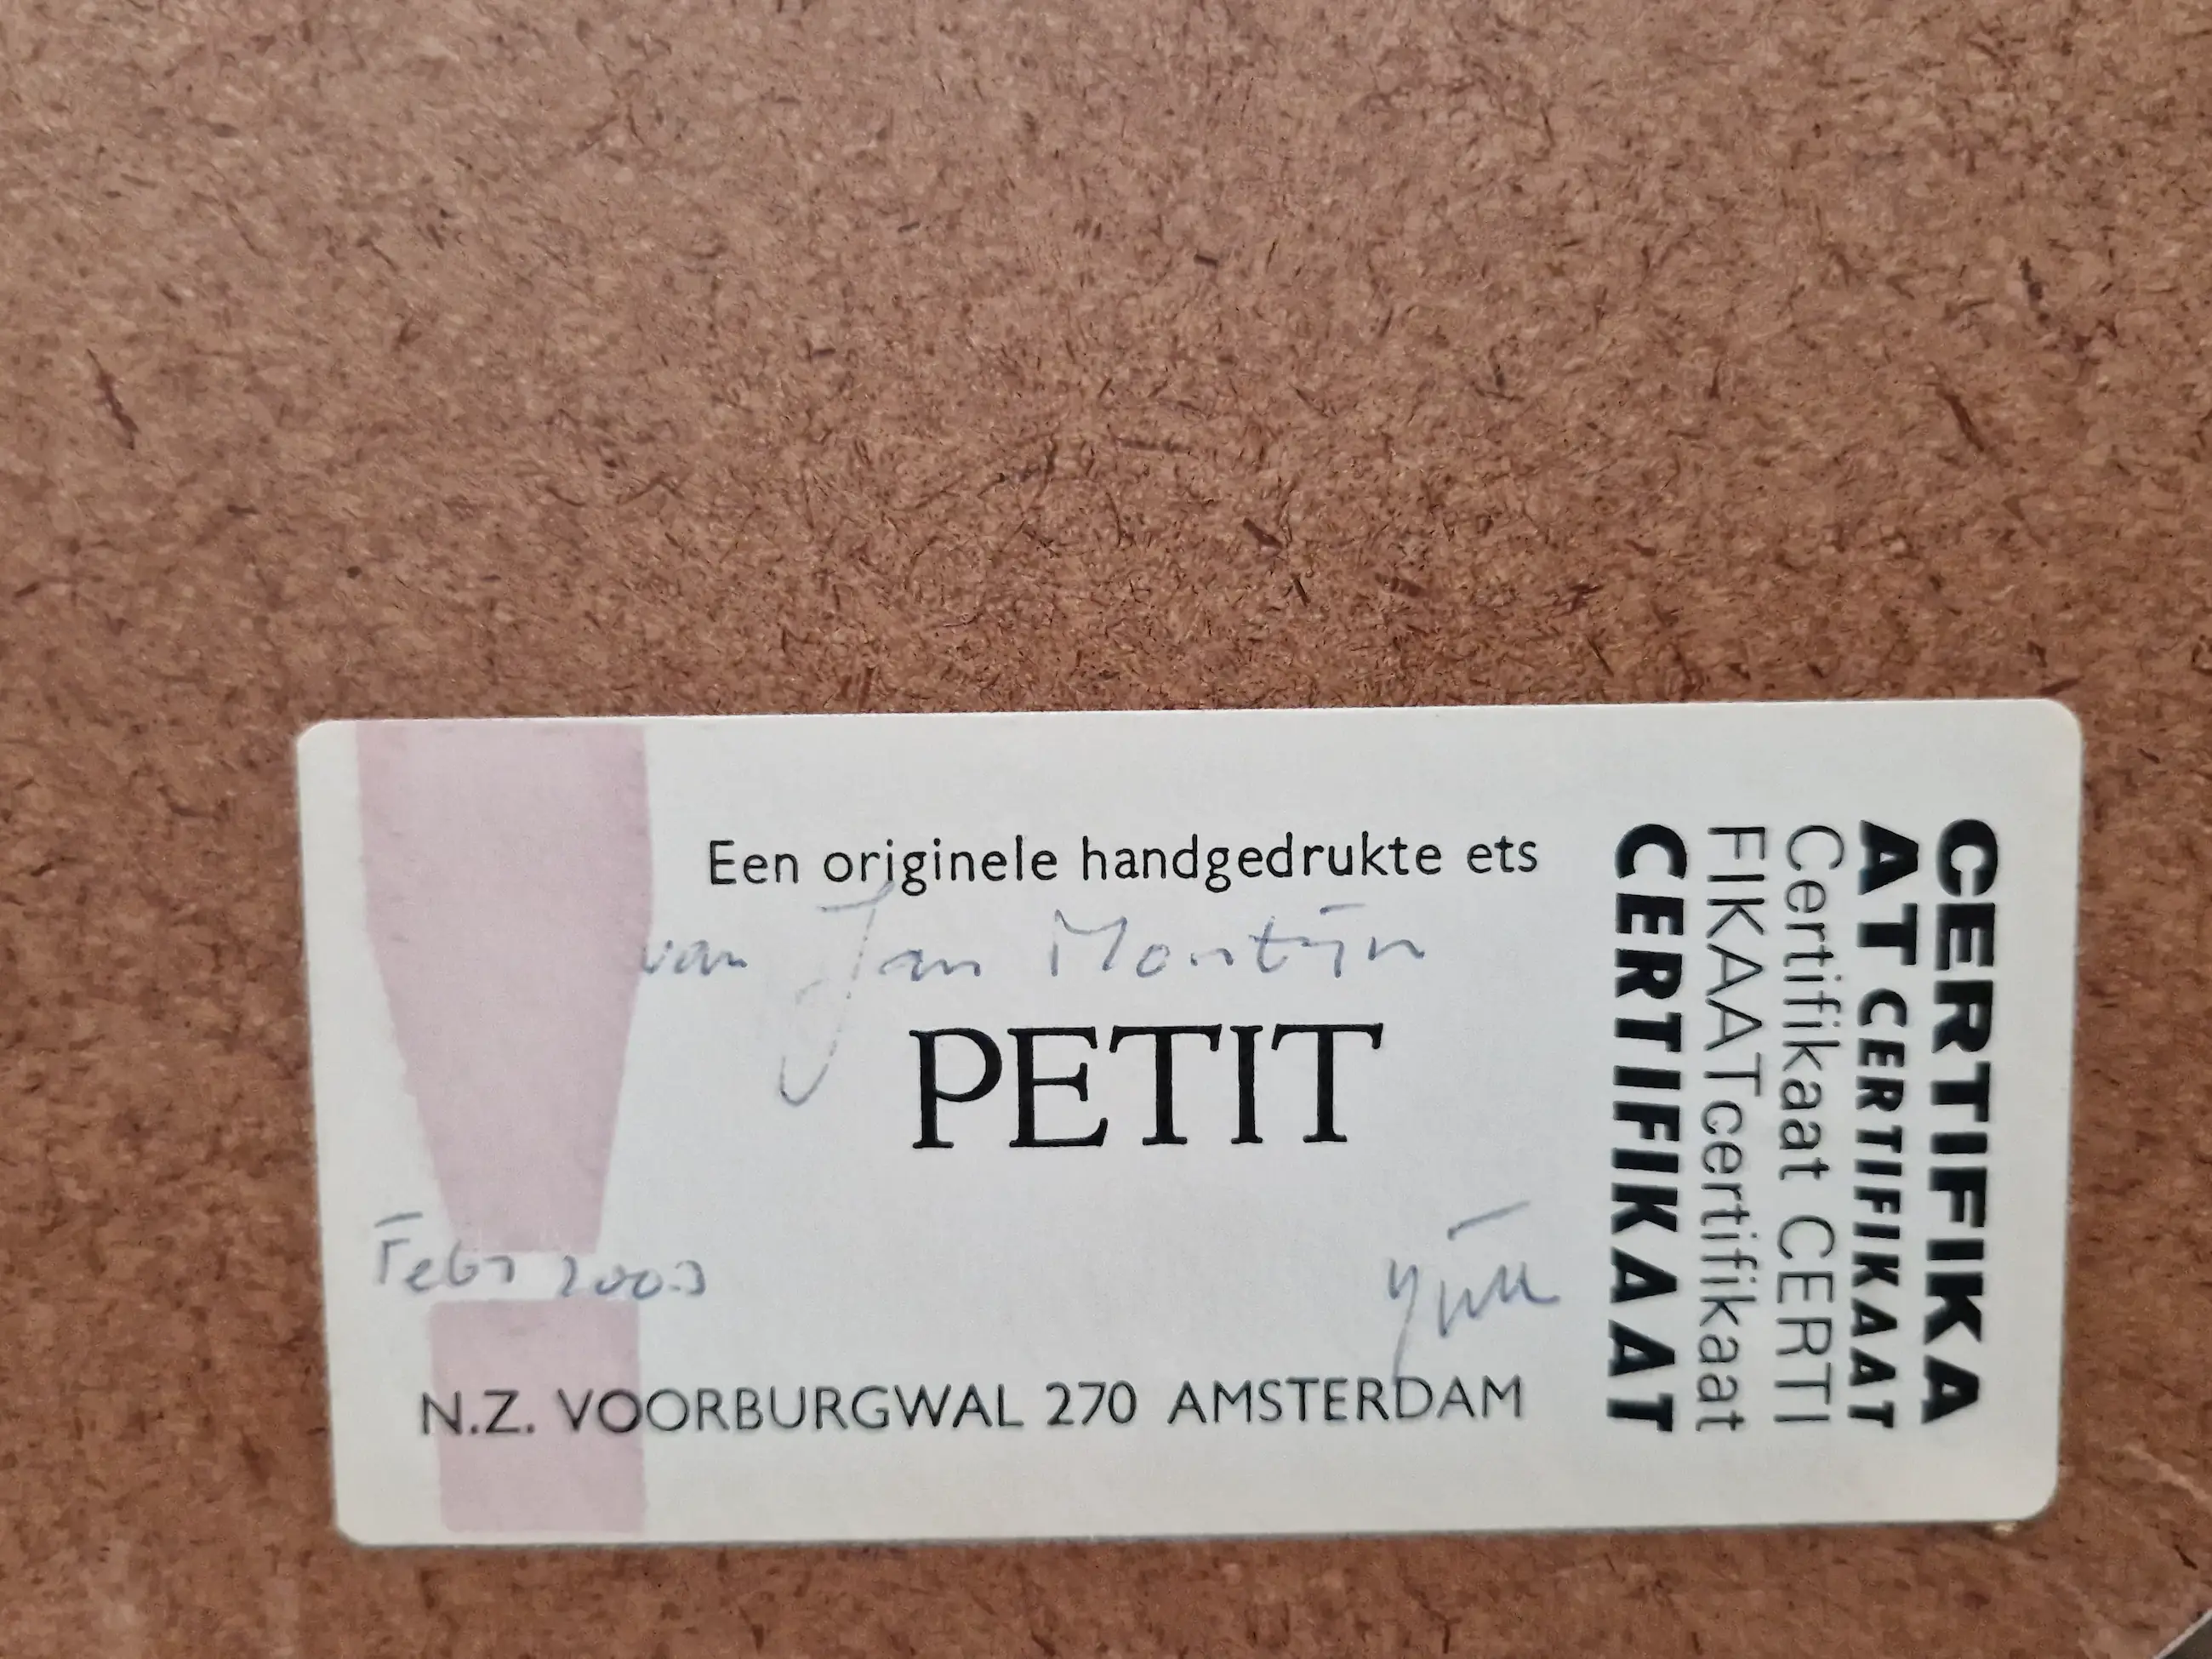 Een originele handgedrukte ets
van Jan Montyn
PETIT
Febr 2003
N.Z. VOORBURGWAL 270 AMSTERDAM
CERTIFIKAAT
FIKAATcertifikaat
Certifikaat CERTI
AT CERTIFIKAAT
CERTIFIKA